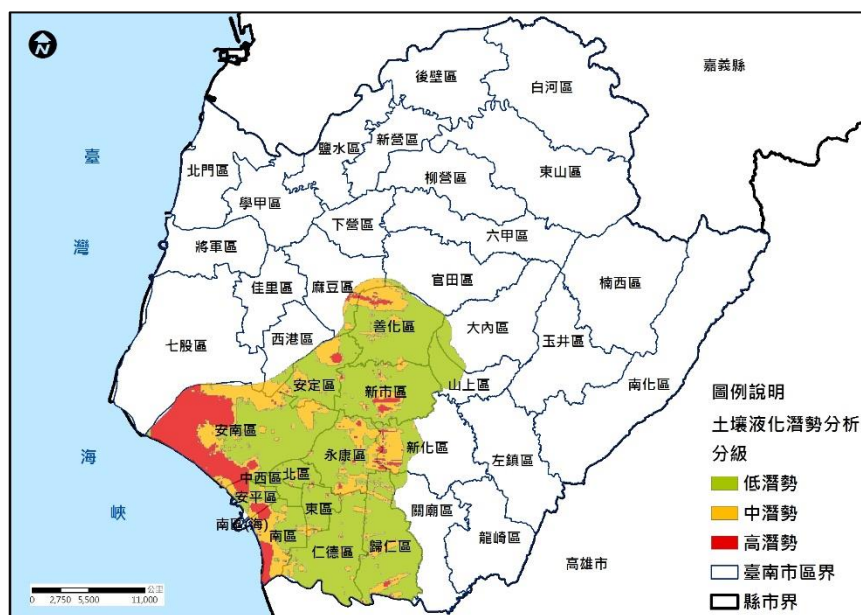 N
嘉義縣
後壁區
白河區
鹽水區
新營區
臺
北門區
東山區
柳營區
學甲區
下營區
灣
將軍區
六甲區
官田區
楠西區
佳里區
麻豆區
善化區
大內區
七股區
西港區
玉井區
安定區
新市區
山上區
南化區
海
安南區
永康區
新化區
左鎮區
中西區
北區
安平區
東區
關廟區
峽
南區(海)
南區
仁德區
歸仁區
龍崎區
高雄市
圖例說明
土壤液化潛勢分析
分級
低潛勢
中潛勢
高潛勢
臺南市區界
縣市界
公里
0 2,750 5,500 11,000